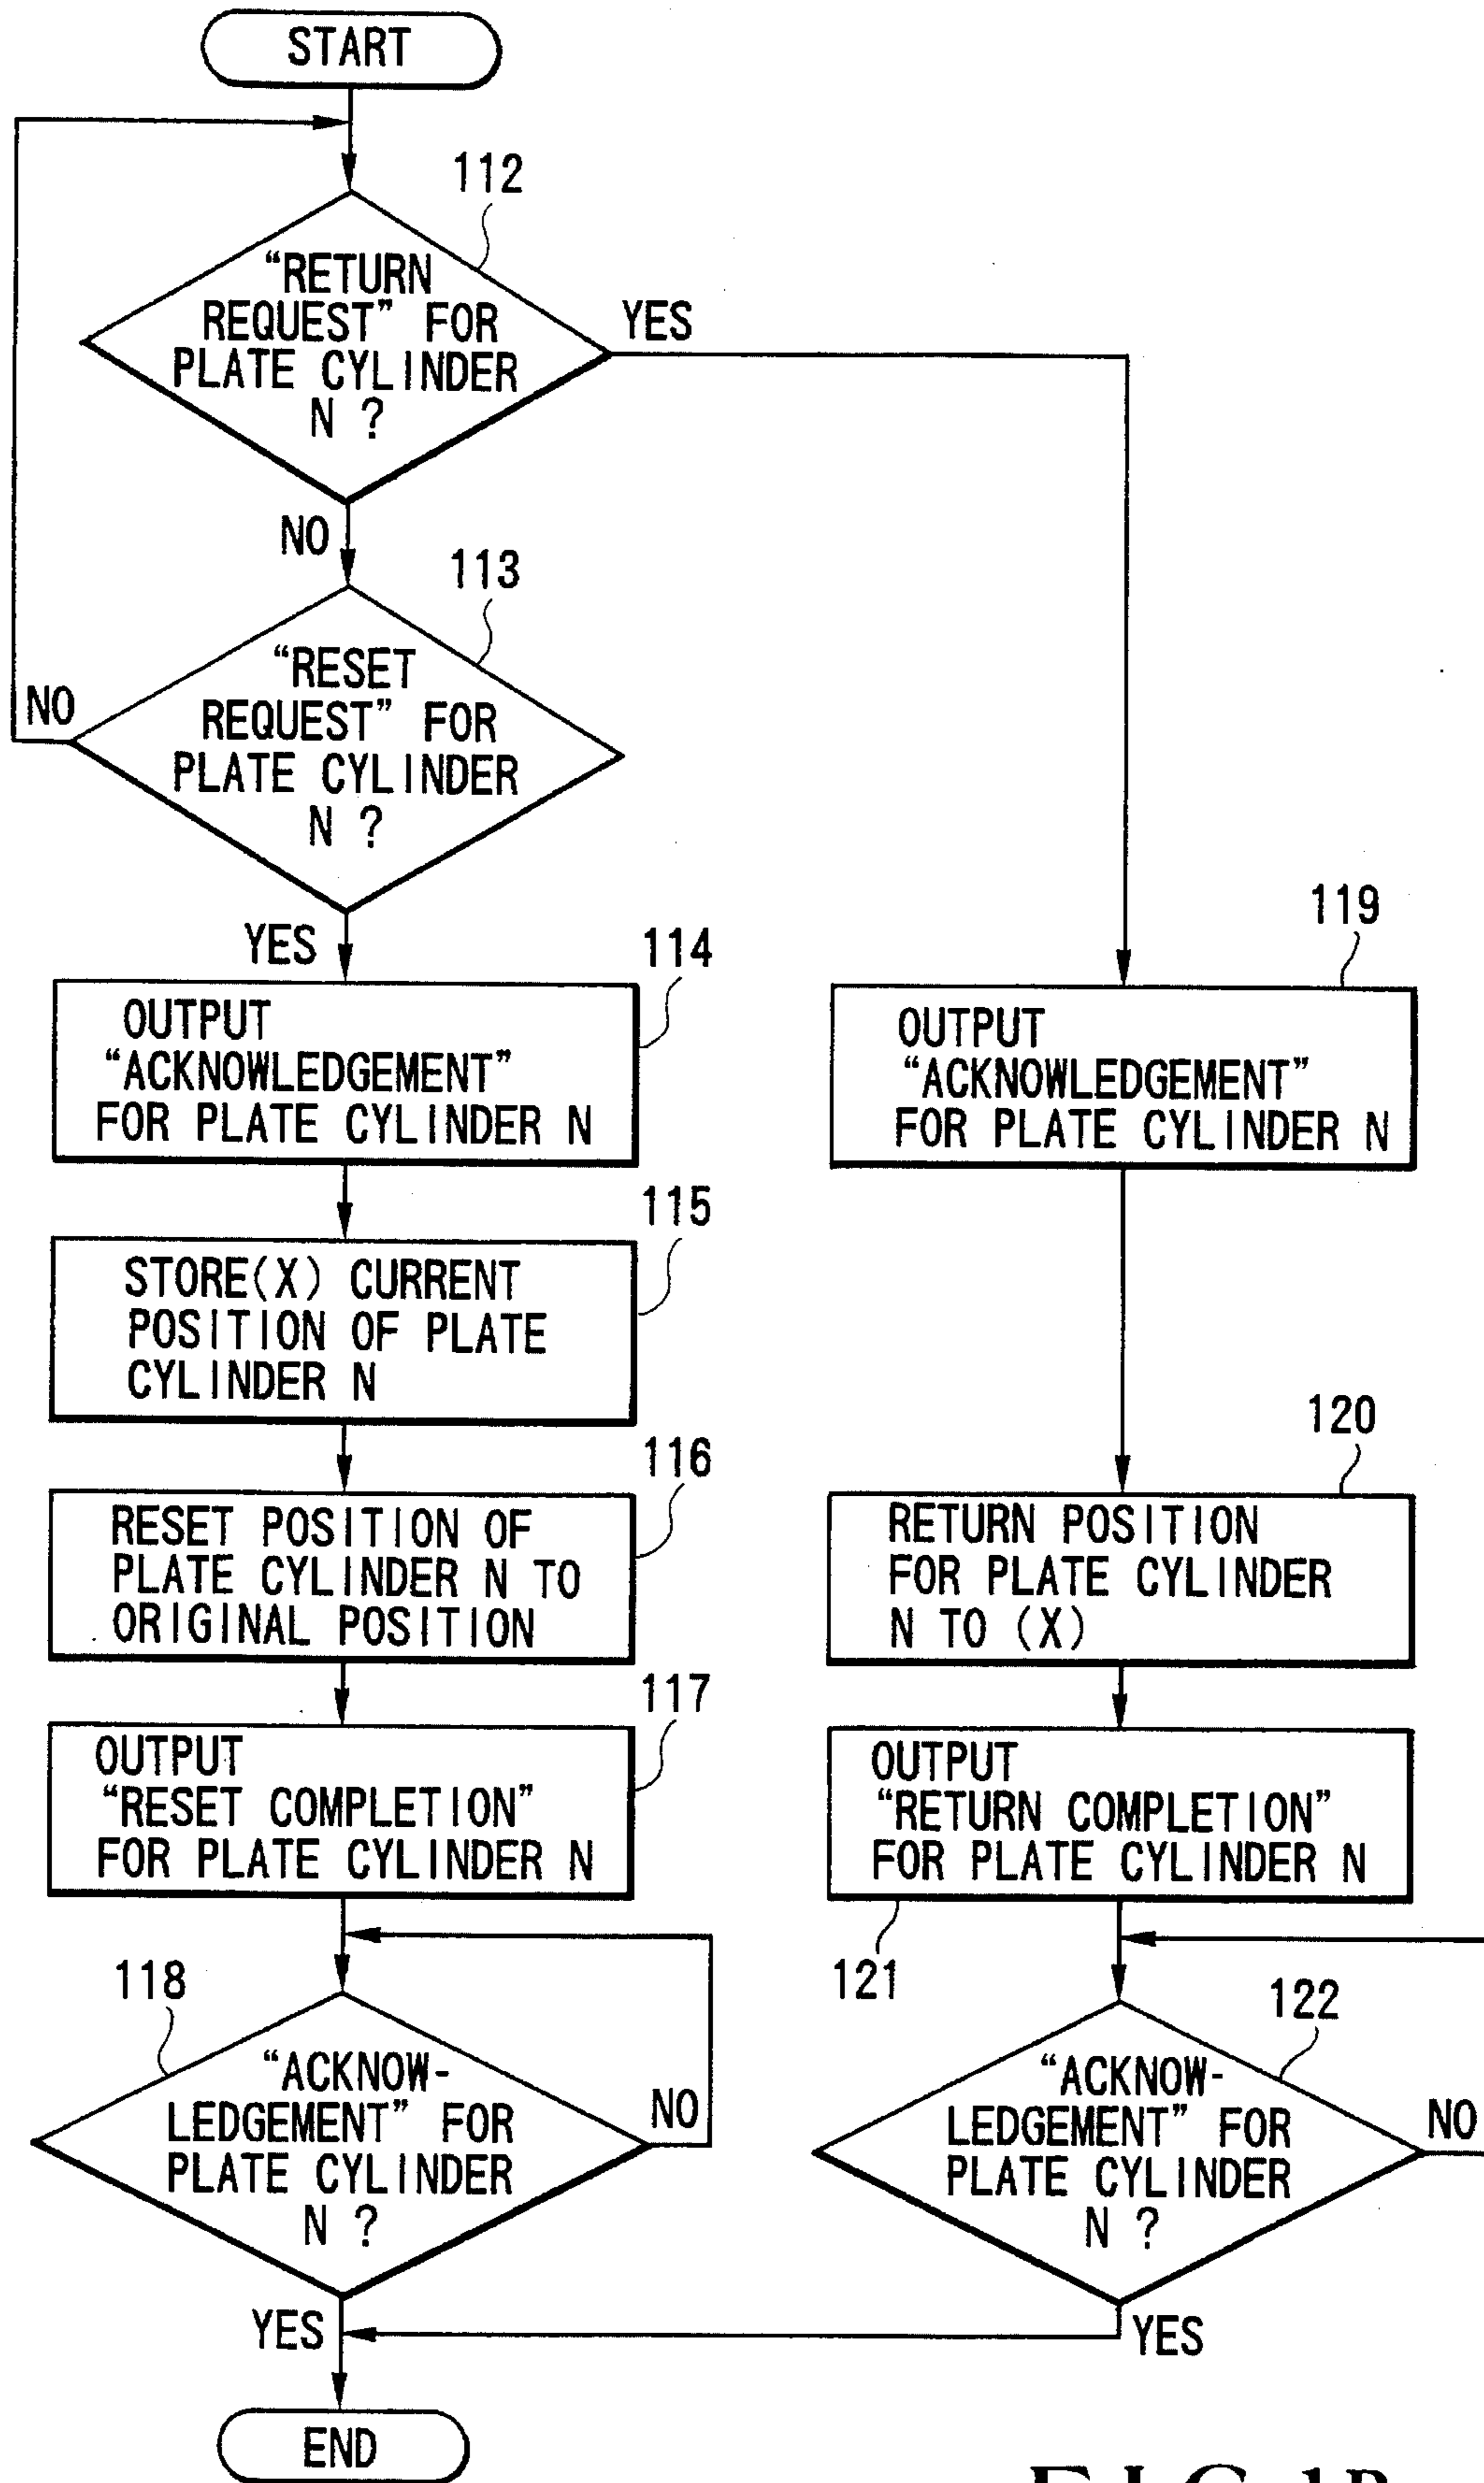 START
112
“RETURN
REQUEST” FOR
PLATE CYLINDER
N ?
YES
NO
113
“RESET
REQUEST” FOR
PLATE CYLINDER
N ?
NO
YES
114
OUTPUT
“ACKNOWLEDGEMENT”
FOR PLATE CYLINDER N
115
STORE(X) CURRENT
POSITION OF PLATE
CYLINDER N
116
RESET POSITION OF
PLATE CYLINDER N TO
ORIGINAL POSITION
117
OUTPUT
“RESET COMPLETION”
FOR PLATE CYLINDER N
118
“ACKNOW-
LEDGEMENT” FOR
PLATE CYLINDER
N ?
NO
YES
119
OUTPUT
“ACKNOWLEDGEMENT”
FOR PLATE CYLINDER N
120
RETURN POSITION
FOR PLATE CYLINDER
N TO (X)
OUTPUT
“RETURN COMPLETION”
FOR PLATE CYLINDER N
121
122
“ACKNOW-
LEDGEMENT” FOR
PLATE CYLINDER
N ?
NO
YES
END
FIG.1B